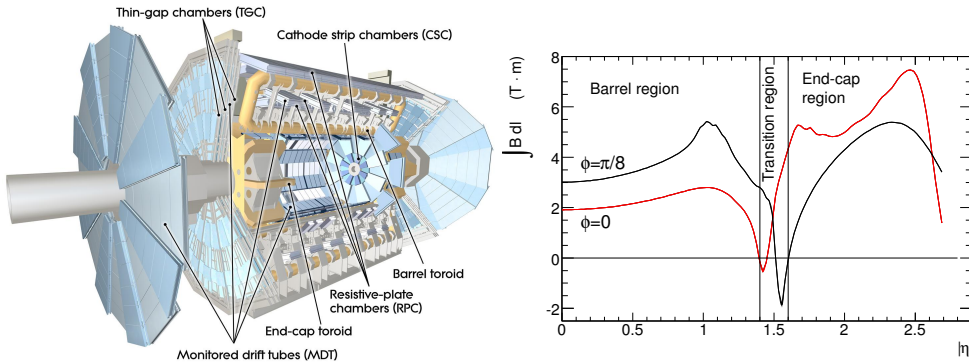 Thin-gap chambers (TGC)
Cathode strip chambers (CSC)
Barrel toroid
Resistive-plate
chambers (RPC)
End-cap toroid
Monitored drift tubes (MDT)
∫ B dl (T · m)
8
6
4
2
0
-2
Barrel region
Transition region
End-cap
region
ϕ=π/8
ϕ=0
0 0.5 1 1.5 2 2.5
|η